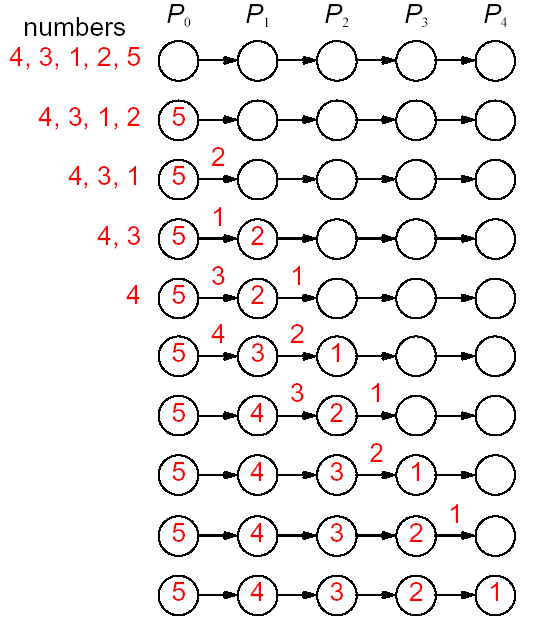 P0 P1 P2 P3 P4
numbers
4, 3, 1, 2, 5
4, 3, 1, 2
5
2
4, 3, 1
5
1
4, 3
5 2
3 1
4
5 2
4 2
5 3 1
3 1
5 4 2
2
5 4 3 1
1
5 4 3 2
5 4 3 2 1